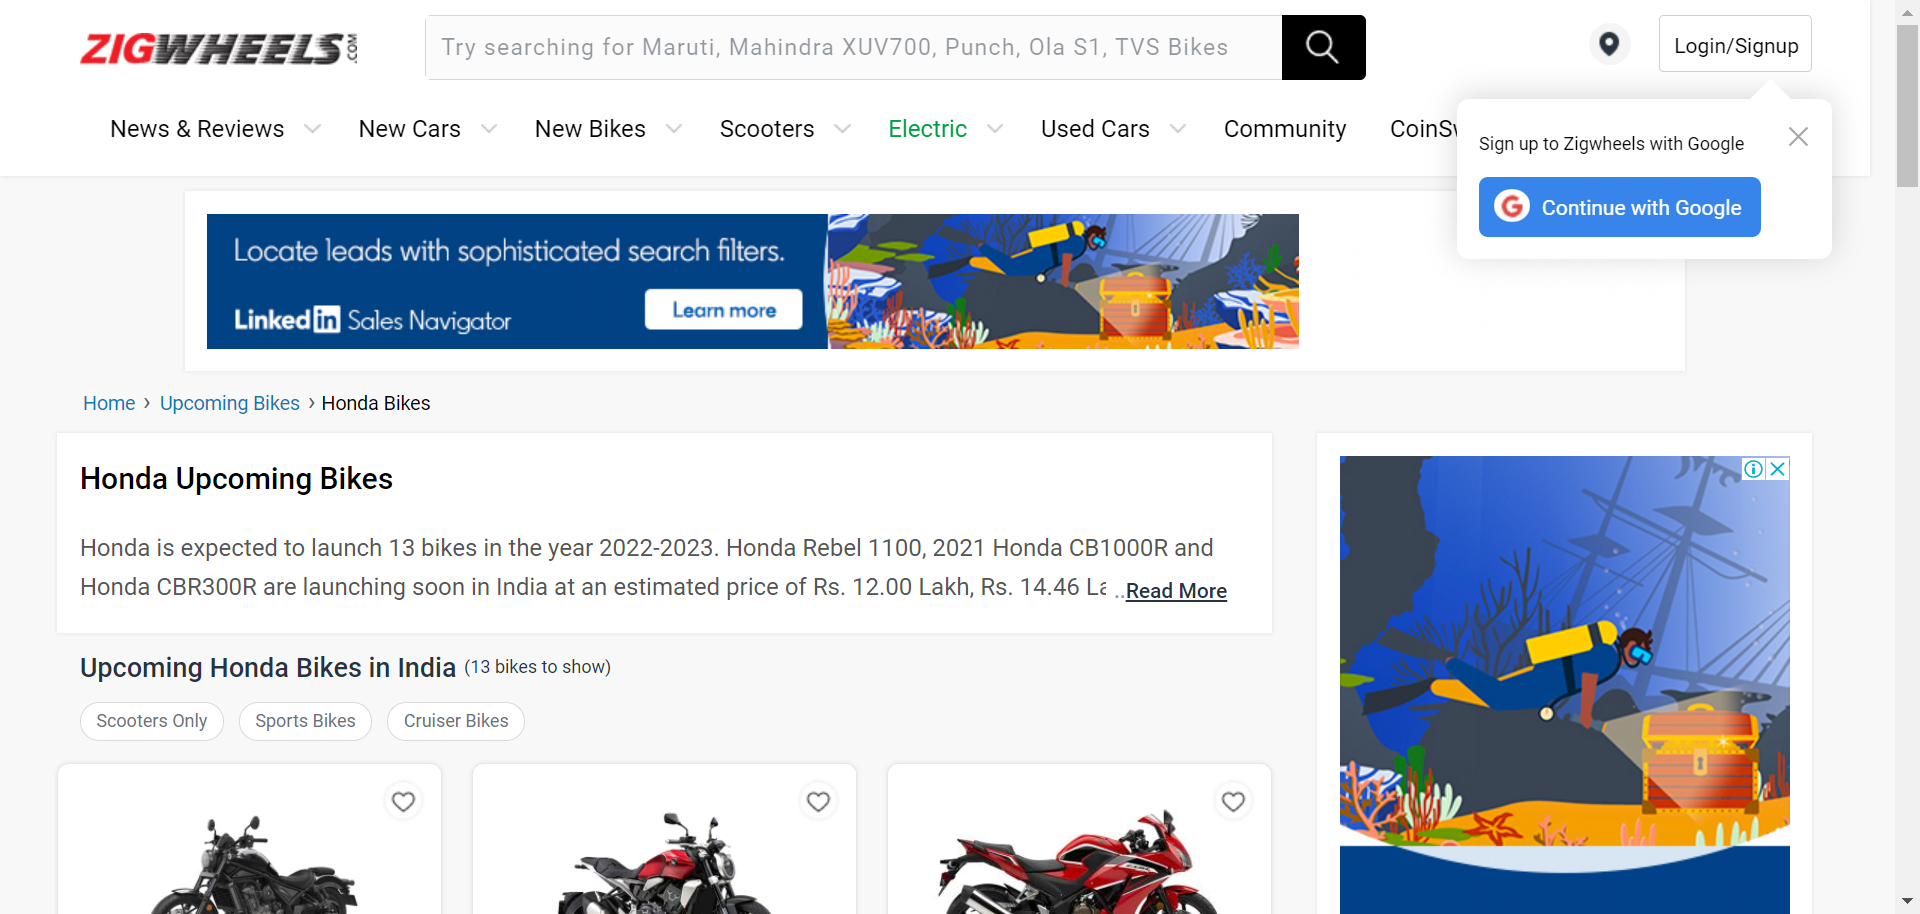 ZIGWHEELS.COM
Try searching for Maruti, Mahindra XUV700, Punch, Ola S1, TVS Bikes
Login/Signup
News & Reviews
New Cars
New Bikes
Scooters
Electric
Used Cars
Community
CoinSw
Sign up to Zigwheels with Google
Continue with Google
Locate leads with sophisticated search filters.
LinkedIn Sales Navigator
Learn more
Home › Upcoming Bikes › Honda Bikes
Honda Upcoming Bikes
Honda is expected to launch 13 bikes in the year 2022-2023. Honda Rebel 1100, 2021 Honda CB1000R and
Honda CBR300R are launching soon in India at an estimated price of Rs. 12.00 Lakh, Rs. 14.46 La ..Read More
Upcoming Honda Bikes in India (13 bikes to show)
Scooters Only
Sports Bikes
Cruiser Bikes